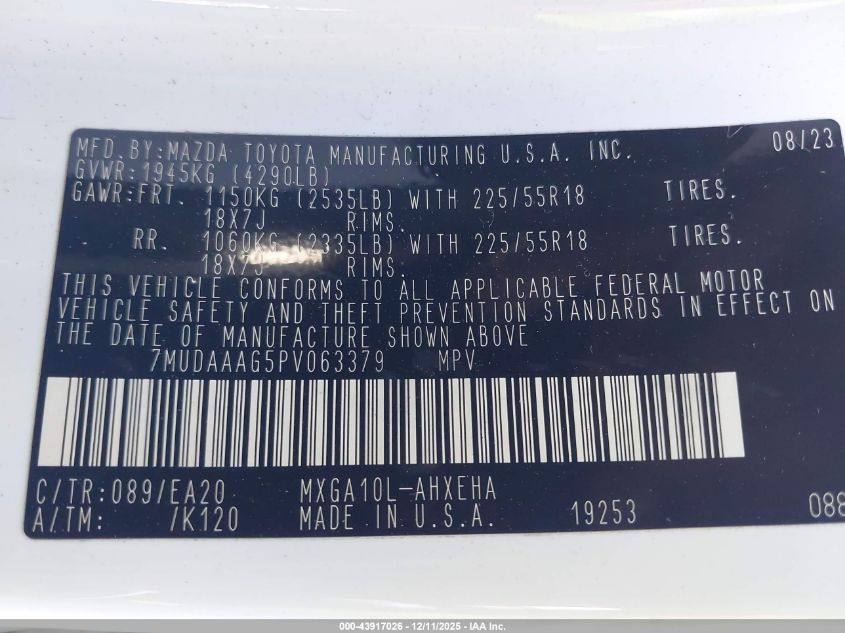 MFD.BY:MAZDA TOYOTA MANUFACTURING U.S.A. INC. 08/23
GVWR:1945KG (4290LB)
GAWR:FRT. 1150KG (2535LB) WITH 225/55R18 TIRES.
18X7J RIMS.
RR. 1060KG (2335LB) WITH 225/55R18 TIRES.
18X7J RIMS.
THIS VEHICLE CONFORMS TO ALL APPLICABLE FEDERAL MOTOR
VEHICLE SAFETY AND THEFT PREVENTION STANDARDS IN EFFECT ON
THE DATE OF MANUFACTURE SHOWN ABOVE
7MUDAAAG5PV063379 MPV
C/TR:089/EA20 MXGA10L-AHXEHA
A/TM: /K120 MADE IN U.S.A. 19253 088
000-43917026 - 12/11/2025 - IAA Inc.